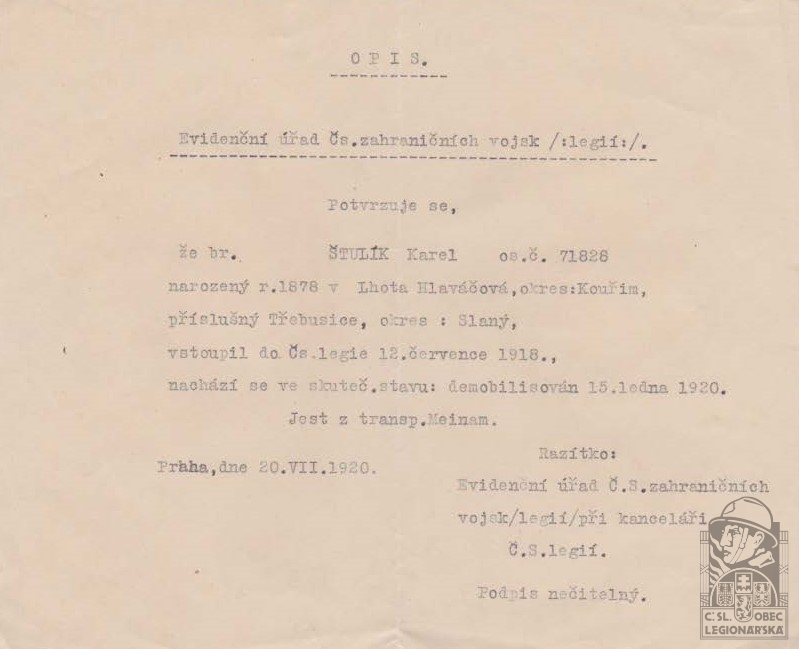 OPIS.
Evidenční úřad Čs.zahraničních vojsk /:legií:/.
Potvrzuje se,
že br. ŠTULÍK Karel os.č. 71828
narozený r.1878 v Lhota Hlaváčová,okres:Kouřim,
příslušný Třebusice, okres : Slaný,
vstoupil do Čs.legie 12.července 1918.,
nachází se ve skuteč.stavu: demobilisován 15.ledna 1920.
Jest z transp.Meinam.
Praha,dne 20.VII.1920.
Razítko:
Evidenční úřad Č.S.zahraničních
vojsk/legií/při kanceláři
Č.S.legií.
Podpis nečitelný.
Č.SL. OBEC
LEGIONÁŘSKÁ